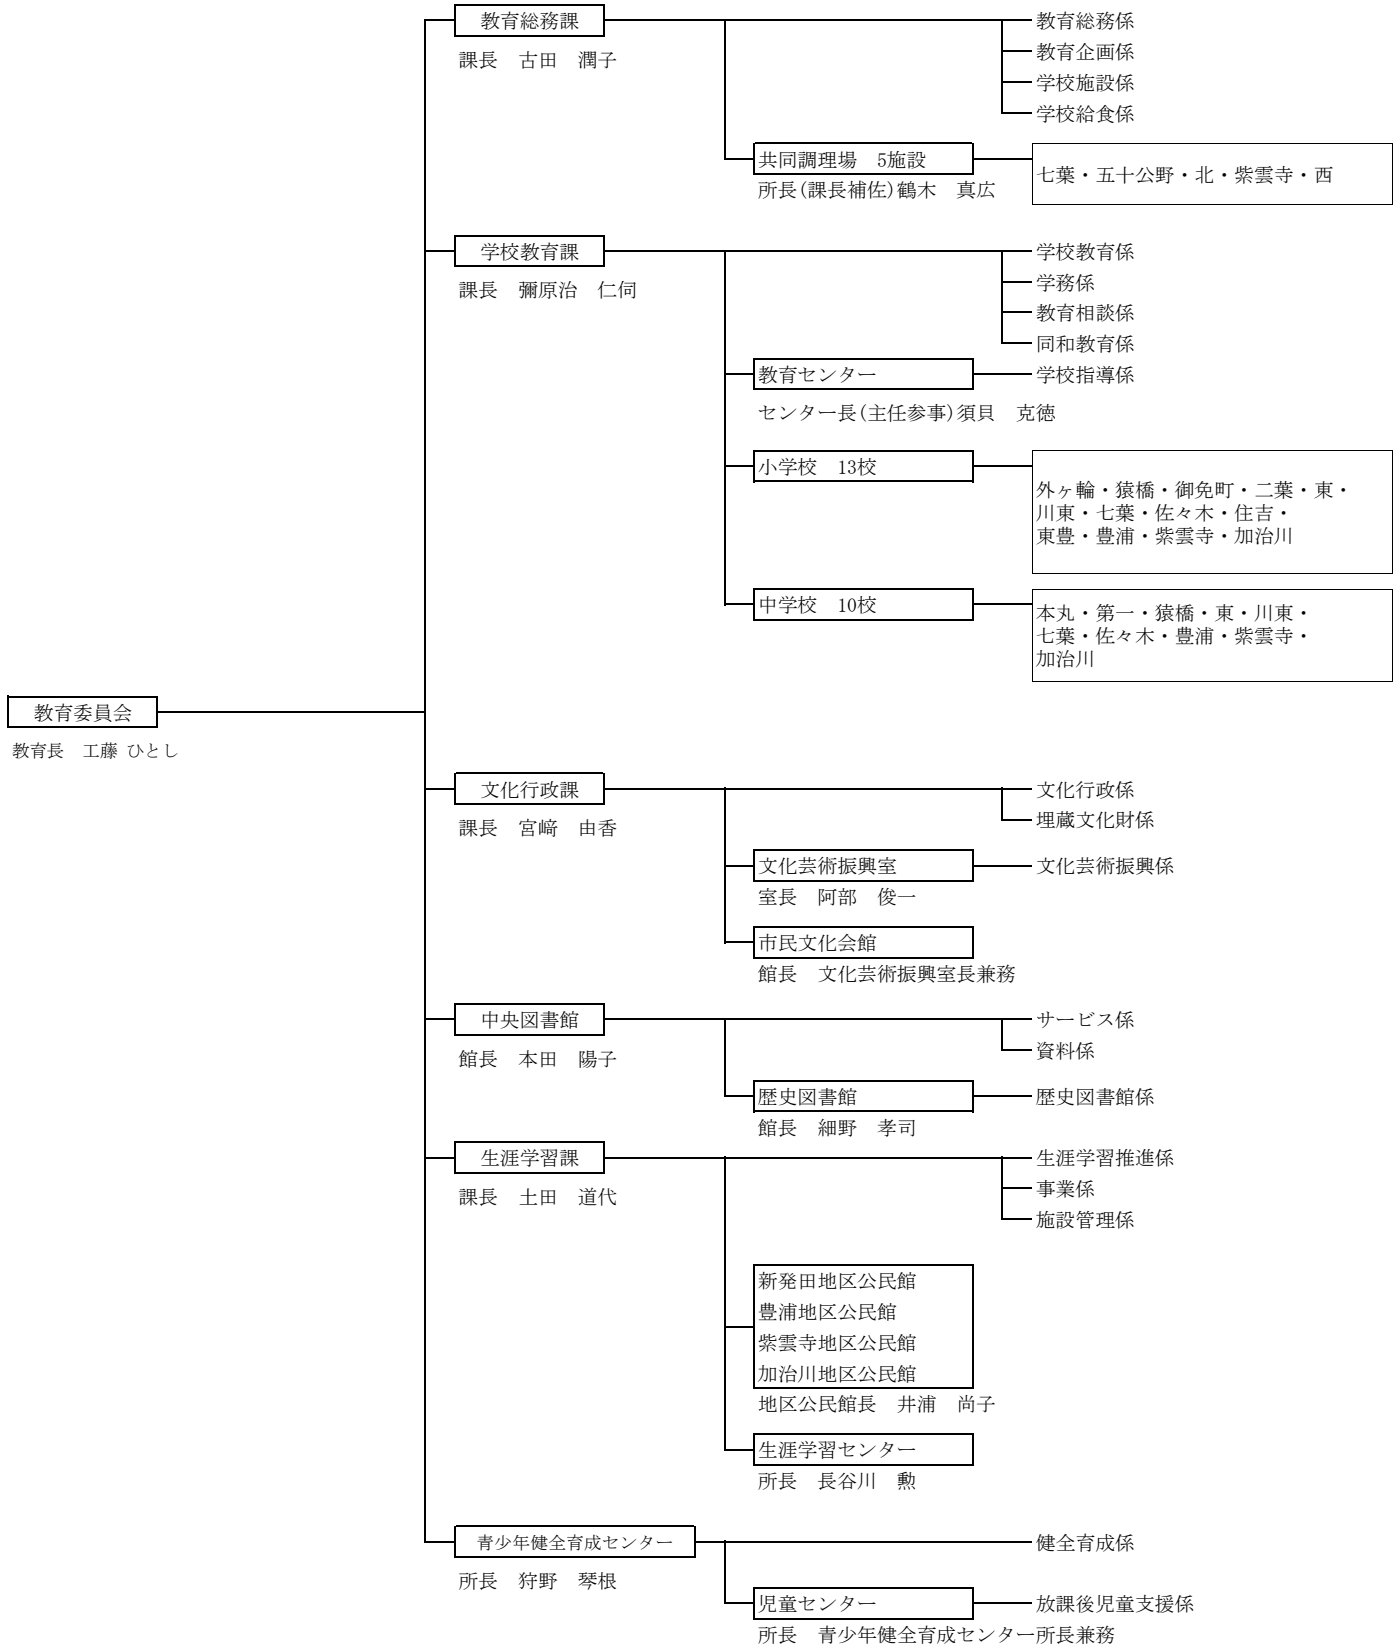 教育総務課
課長　古田　潤子
教育総務係
教育企画係
学校施設係
学校給食係
共同調理場　5施設
所長(課長補佐)鶴木　真広
七葉・五十公野・北・紫雲寺・西
学校教育課
課長　彌原治　仁伺
学校教育係
学務係
教育相談係
同和教育係
教育センター
学校指導係
センター長(主任参事)須貝　克徳
小学校　13校
外ヶ輪・猿橋・御免町・二葉・東・
川東・七葉・佐々木・住吉・
東豊・豊浦・紫雲寺・加治川
中学校　10校
本丸・第一・猿橋・東・川東・
七葉・佐々木・豊浦・紫雲寺・
加治川
教育委員会
教育長　工藤 ひとし
文化行政課
課長　宮﨑　由香
文化行政係
埋蔵文化財係
文化芸術振興室
文化芸術振興係
室長　阿部　俊一
市民文化会館
館長　文化芸術振興室長兼務
中央図書館
館長　本田　陽子
サービス係
資料係
歴史図書館
歴史図書館係
館長　細野　孝司
生涯学習課
課長　土田　道代
生涯学習推進係
事業係
施設管理係
新発田地区公民館
豊浦地区公民館
紫雲寺地区公民館
加治川地区公民館
地区公民館長　井浦　尚子
生涯学習センター
所長　長谷川　勲
青少年健全育成センター
所長　狩野　琴根
健全育成係
児童センター
放課後児童支援係
所長　青少年健全育成センター所長兼務